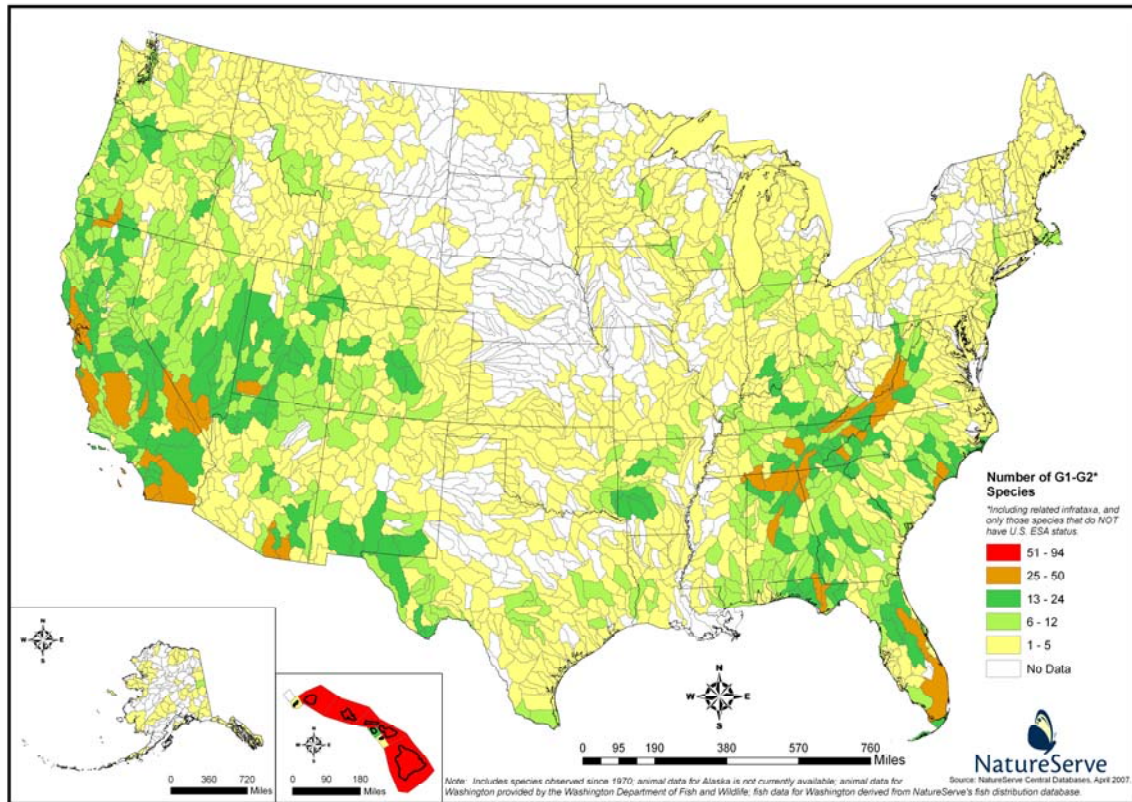 Number of G1-G2*
Species
*Including related infrataxa, and
only those species that do NOT
have U.S. ESA status.
51 - 94
25 - 50
13 - 24
6 - 12
1 - 5
No Data
N
W E
S
N
W E
S
N
W E
S
0 360 720
Miles
0 90 180
Miles
0 95 190 380 570 760
Miles
NatureServe
Source: NatureServe Central Databases, April 2007.
Note: Includes species observed since 1970; animal data for Alaska is not currently available; animal data for
Washington provided by the Washington Department of Fish and Wildlife; fish data for Washington derived from NatureServe's fish distribution database.